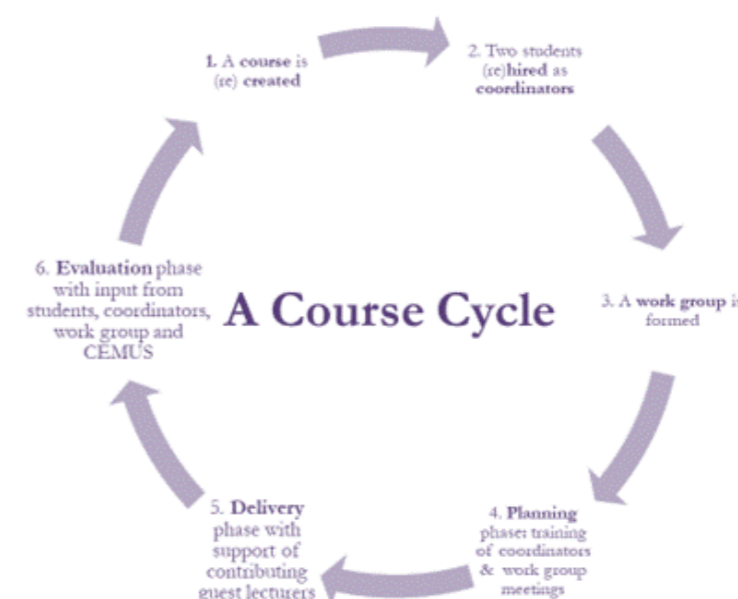 1. A course is
(re) created
2. Two students
(re)hired as
coordinators
3. A work group is
formed
4. Planning
phase: training
of coordinators
& work group
meetings
5. Delivery
phase with
support of
contributing
guest lecturers
6. Evaluation phase
with input from
students, coordinators,
work group and
CEMUS
A Course Cycle